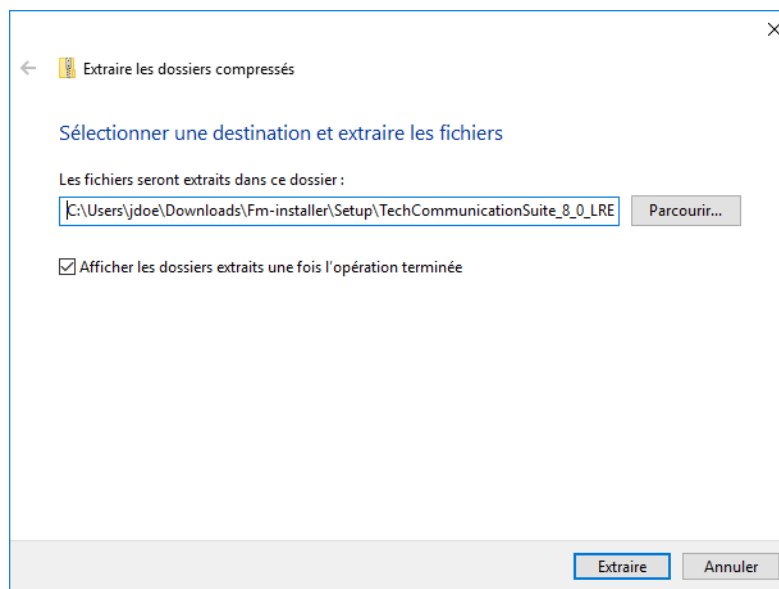 Extraire les dossiers compressés
Sélectionner une destination et extraire les fichiers
Les fichiers seront extraits dans ce dossier :
C:\Users\jdoe\Downloads\Fm-installer\Setup\TechCommunicationSuite_8_0_LRE
Parcourir...
Afficher les dossiers extraits une fois l'opération terminée
Extraire
Annuler